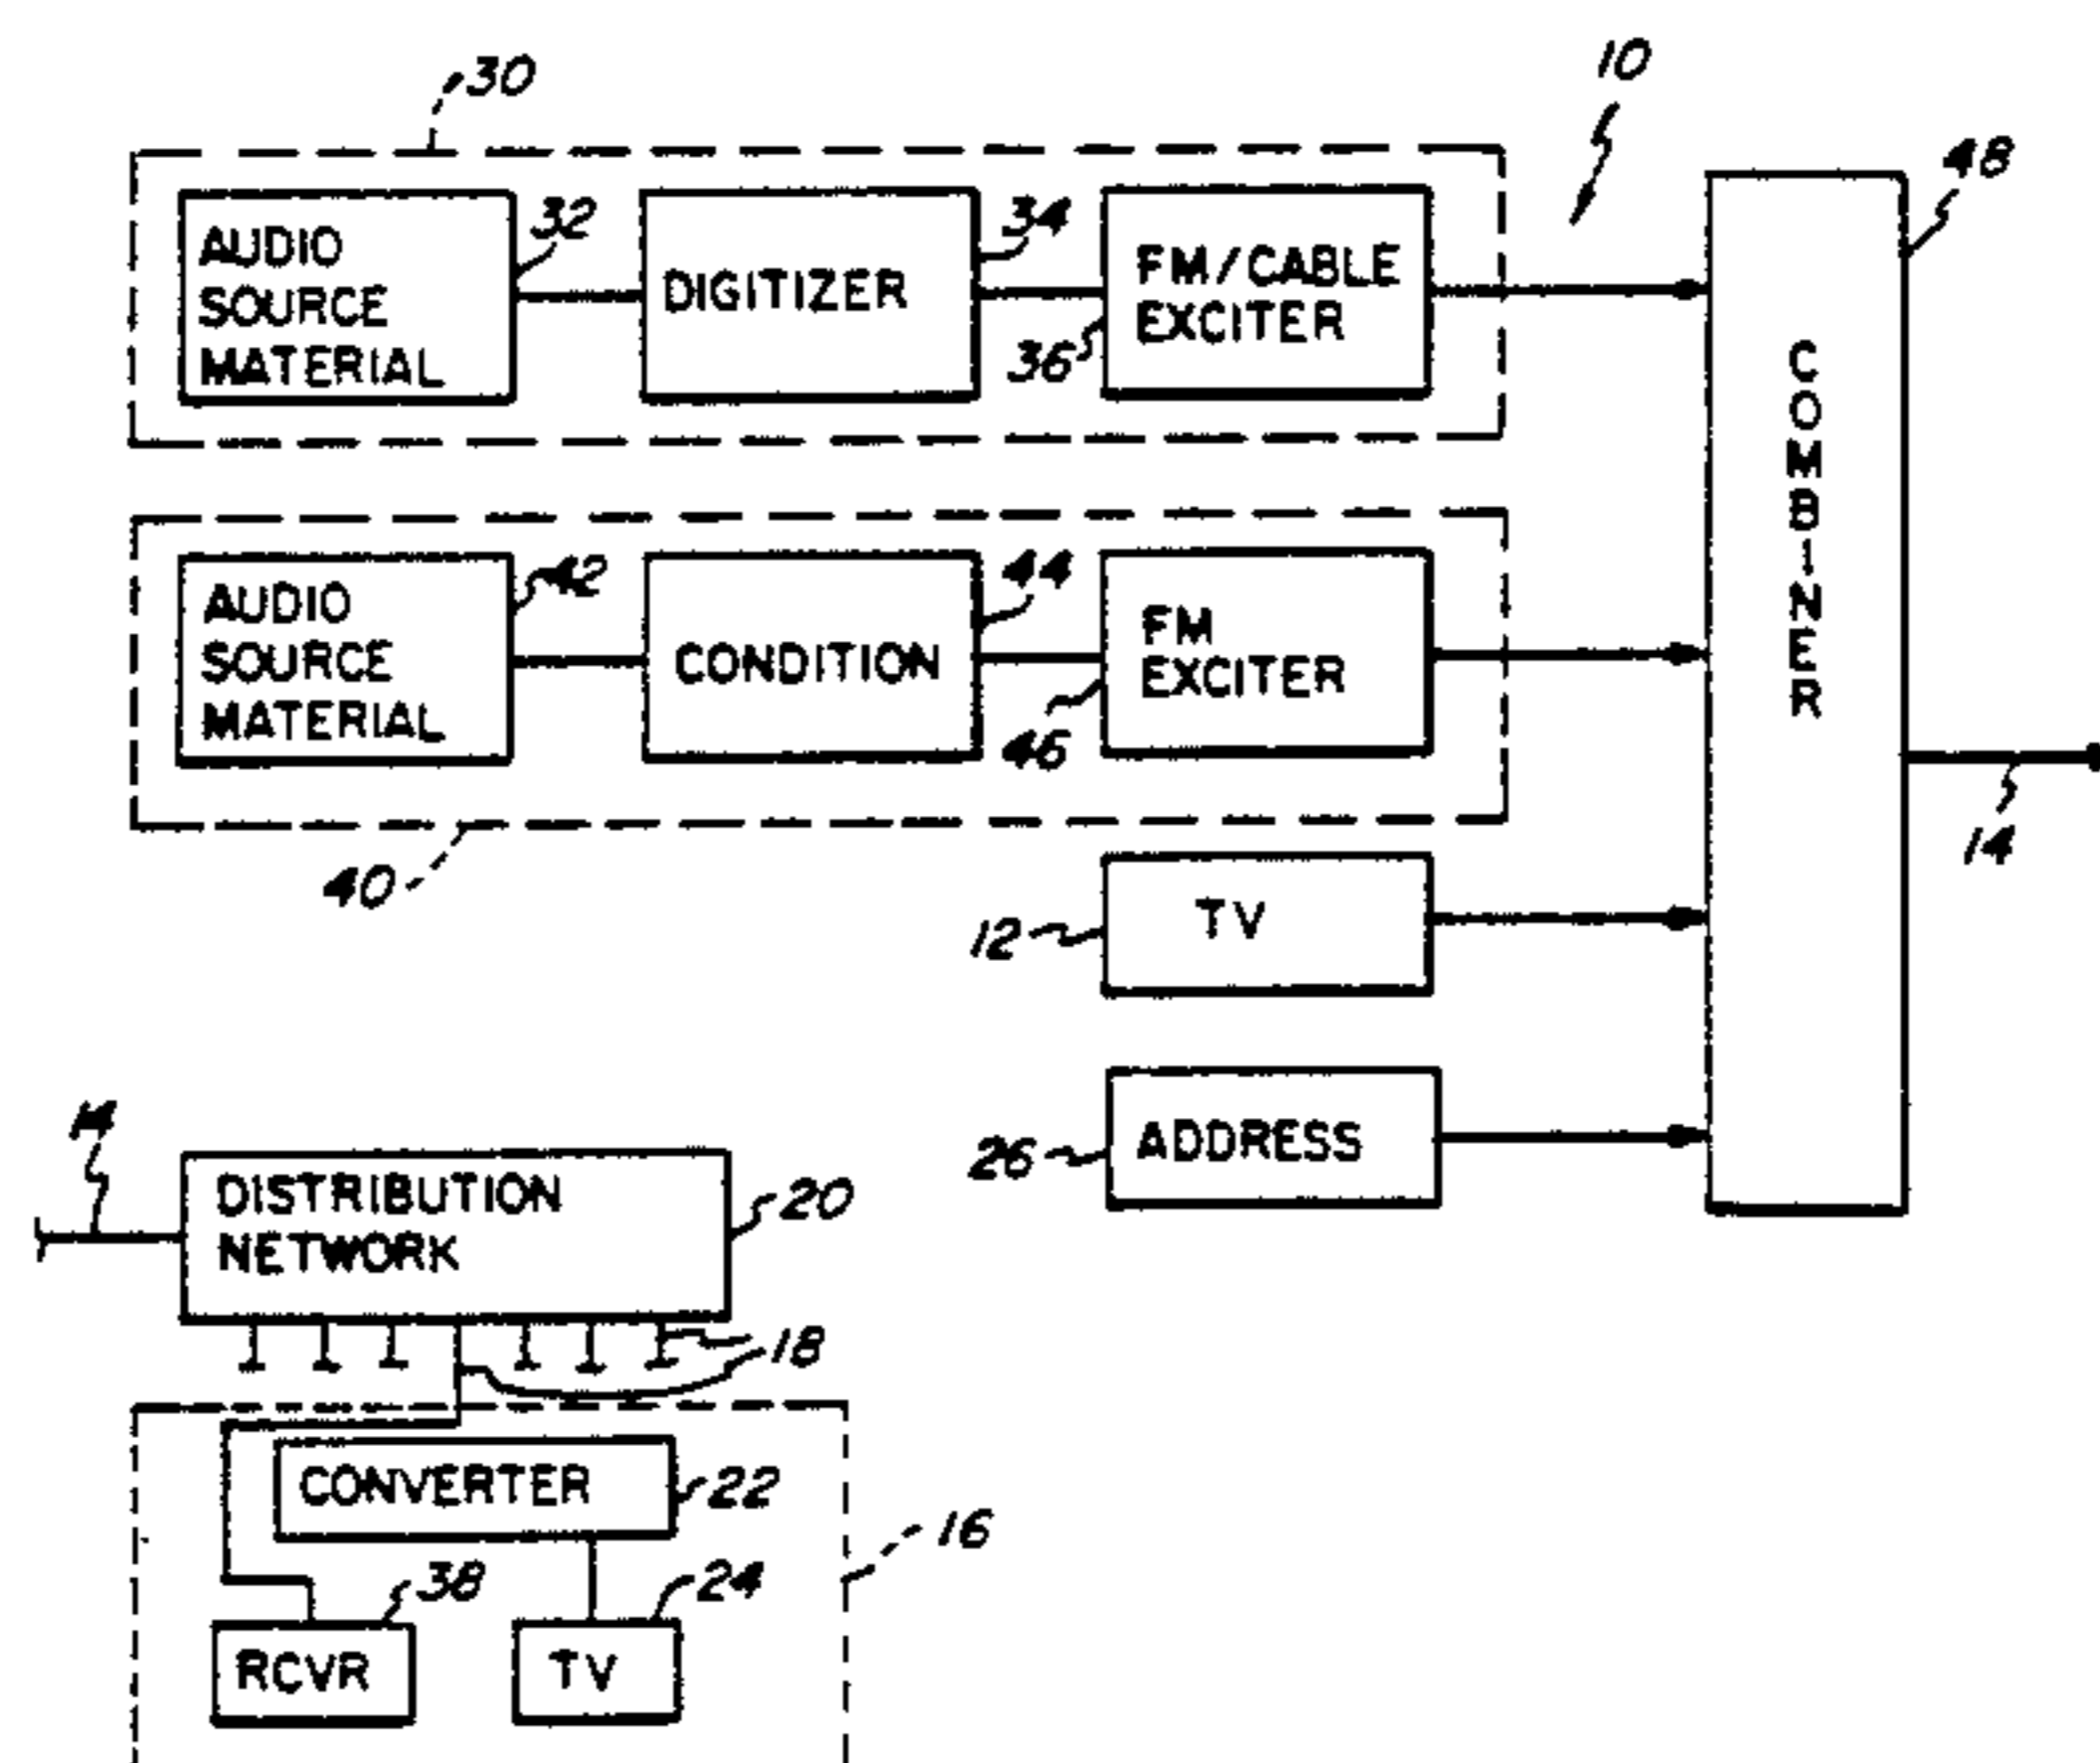 30
10
48
AUDIO
SOURCE
MATERIAL
32
DIGITIZER
34
FM/CABLE
EXCITER
36
COMBINER
AUDIO
SOURCE
MATERIAL
42
CONDITION
44
FM
EXCITER
46
40
14
12
TV
26
ADDRESS
14
DISTRIBUTION
NETWORK
20
18
CONVERTER
22
16
38
24
RCVR
TV